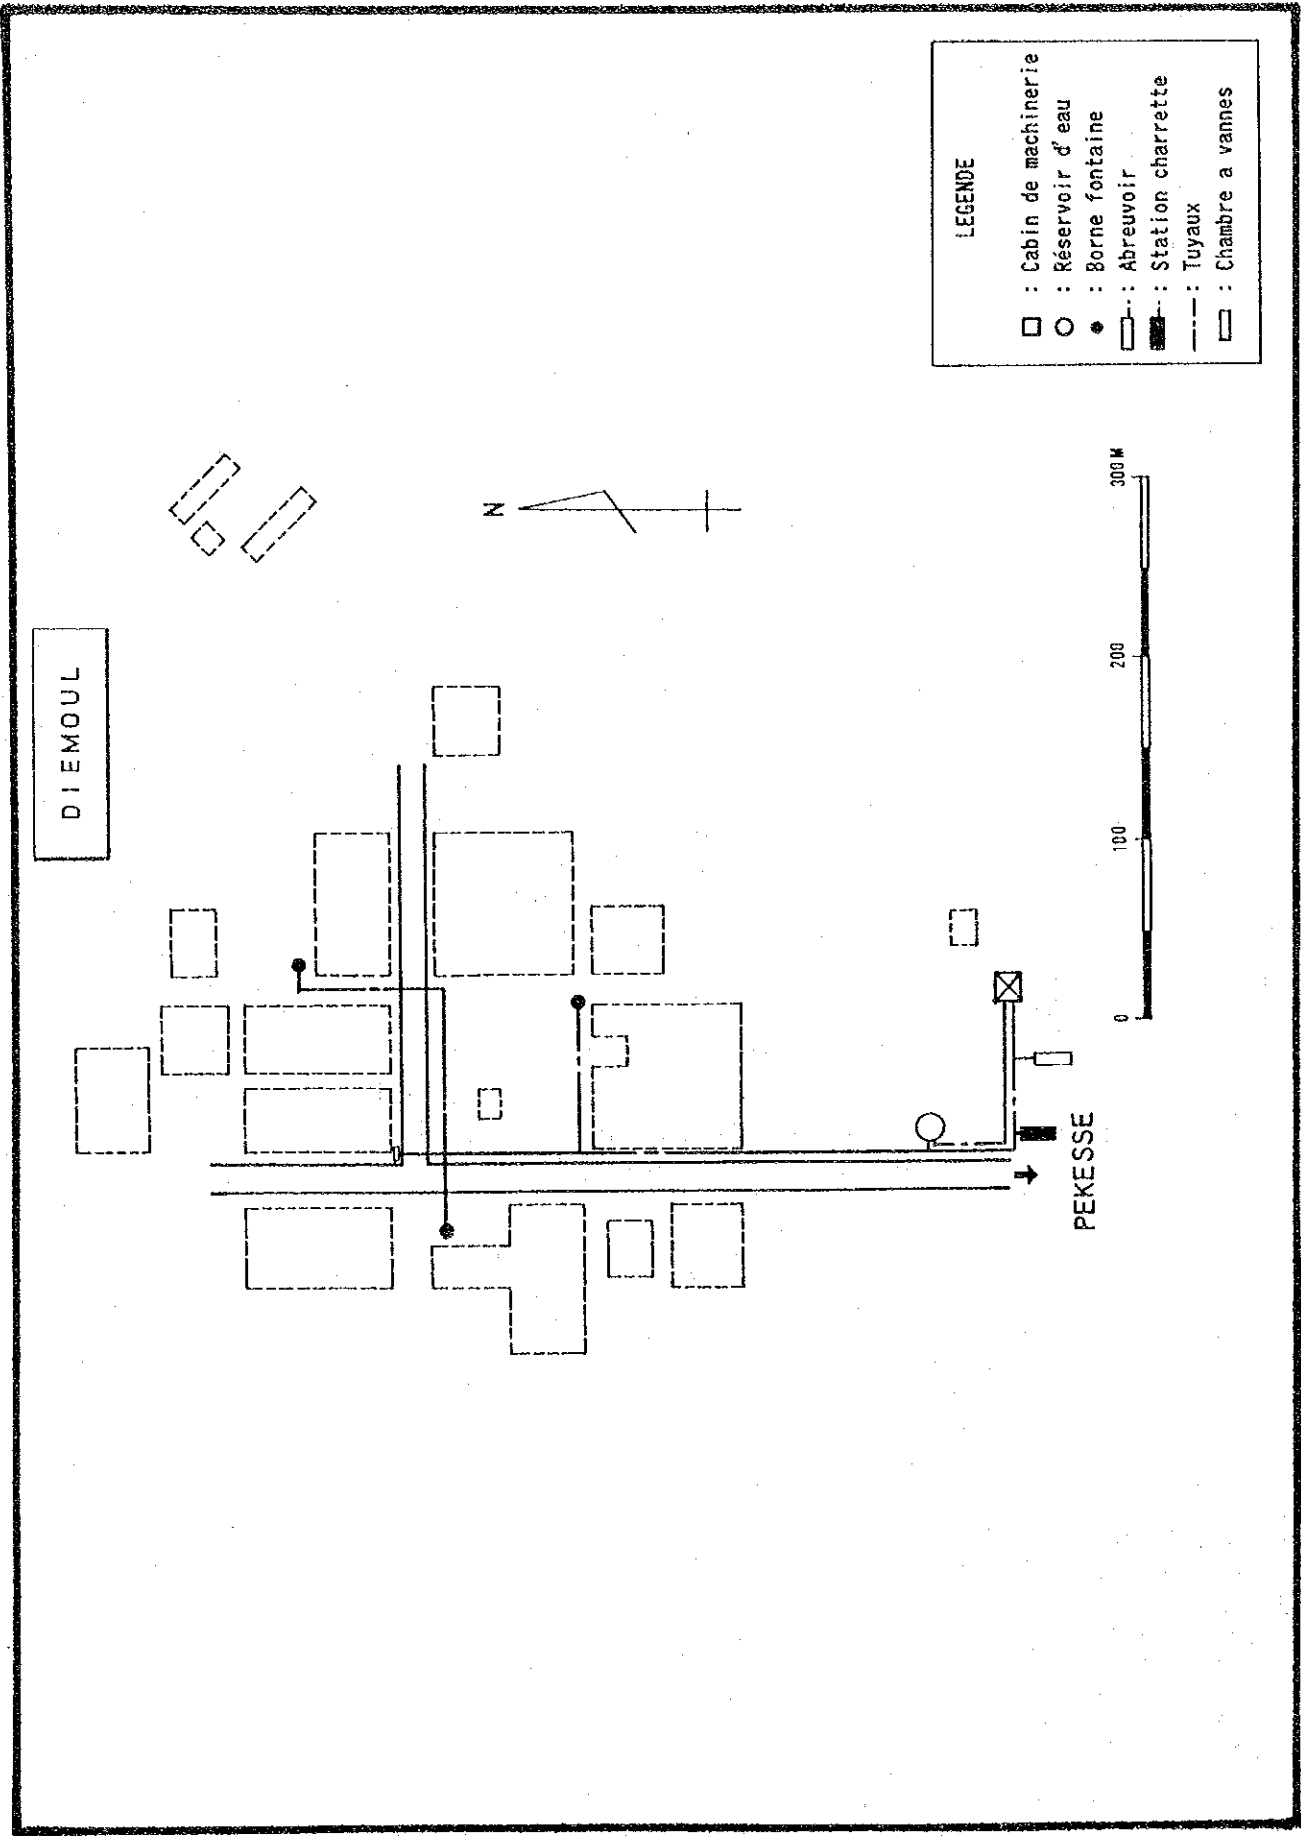 DIEMOUL
N
LEGENDE
: Cabin de machinerie
: Réservoir d'eau
: Borne fontaine
: Abreuvoir
: Station charrette
: Tuyaux
: Chambre a vannes
0 100 200 300M
PEKESSE